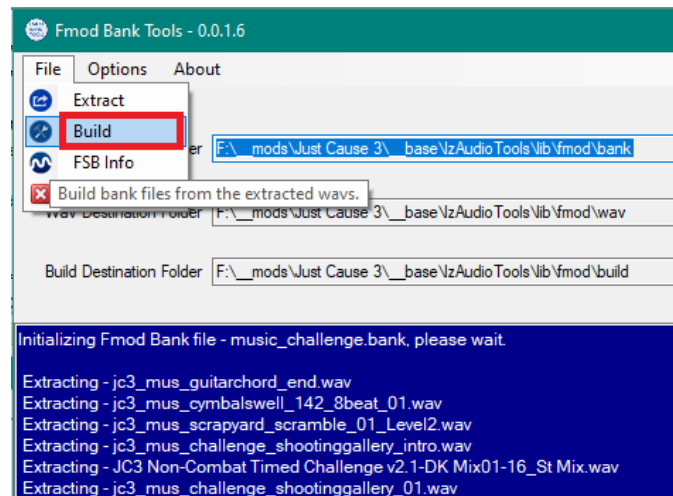 Fmod Bank Tools - 0.0.1.6
File Options About
Extract
Build
er F:\__mods\Just Cause 3\__base\IzAudioTools\lib\fmod\bank
FSB Info
Build bank files from the extracted wavs.
Wav Destination Folder F:\__mods\Just Cause 3\__base\IzAudioTools\lib\fmod\wav
Build Destination Folder F:\__mods\Just Cause 3\__base\IzAudioTools\lib\fmod\build
Initializing Fmod Bank file - music_challenge.bank, please wait.
Extracting - jc3_mus_guitarchord_end.wav
Extracting - jc3_mus_cymbalswell_142_8beat_01.wav
Extracting - jc3_mus_scrapyard_scramble_01_Level2.wav
Extracting - jc3_mus_challenge_shootinggallery_intro.wav
Extracting - JC3 Non-Combat Timed Challenge v2.1-DK Mix01-16_St Mix.wav
Extracting - jc3_mus_challenge_shootinggallery_01.wav